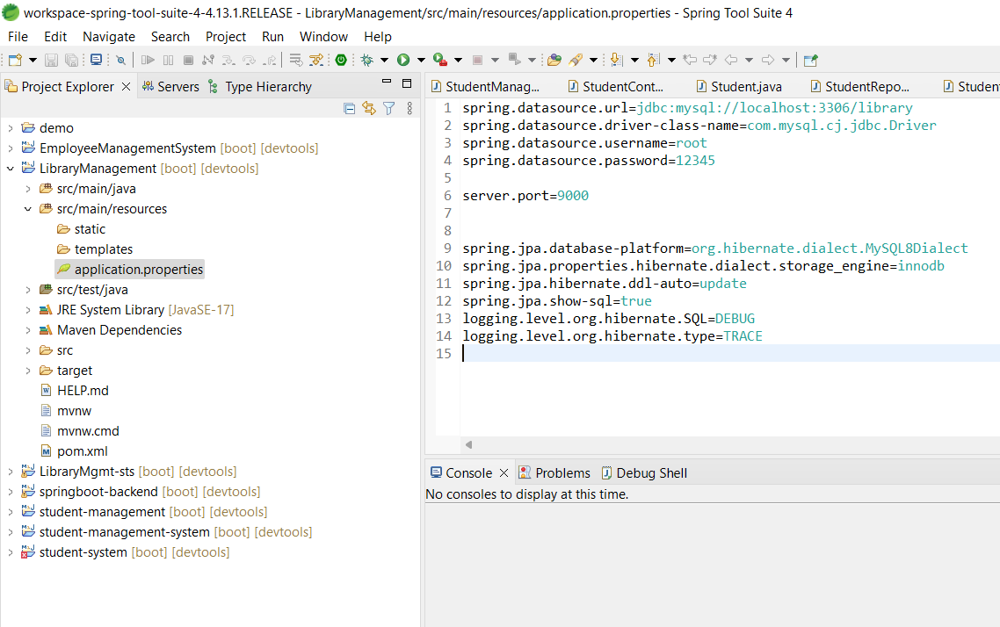 workspace-spring-tool-suite-4-4.13.1.RELEASE - LibraryManagement/src/main/resources/application.properties - Spring Tool Suite 4
File Edit Navigate Search Project Run Window Help
Project Explorer Servers Type Hierarchy
demo
EmployeeManagementSystem [boot] [devtools]
LibraryManagement [boot] [devtools]
src/main/java
src/main/resources
static
templates
application.properties
src/test/java
JRE System Library [JavaSE-17]
Maven Dependencies
src
target
HELP.md
mvnw
mvnw.cmd
pom.xml
LibraryMgmt-sts [boot] [devtools]
springboot-backend [boot] [devtools]
student-management [boot] [devtools]
student-management-system [boot] [devtools]
student-system [boot] [devtools]
StudentManag... StudentCont... Student.java StudentRepo... Studen
1 spring.datasource.url=jdbc:mysql://localhost:3306/library
2 spring.datasource.driver-class-name=com.mysql.cj.jdbc.Driver
3 spring.datasource.username=root
4 spring.datasource.password=12345
5
6 server.port=9000
7
8
9 spring.jpa.database-platform=org.hibernate.dialect.MySQL8Dialect
10 spring.jpa.properties.hibernate.dialect.storage_engine=innodb
11 spring.jpa.hibernate.ddl-auto=update
12 spring.jpa.show-sql=true
13 logging.level.org.hibernate.SQL=DEBUG
14 logging.level.org.hibernate.type=TRACE
15
Console Problems Debug Shell
No consoles to display at this time.